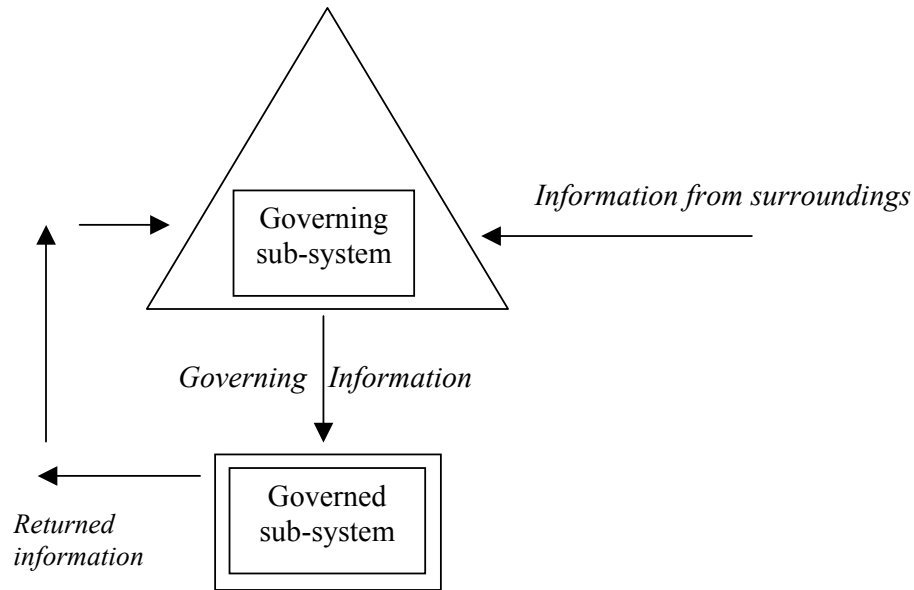 Information from surroundings
Governing
sub-system
Governing Information
Governed
sub-system
Returned
information